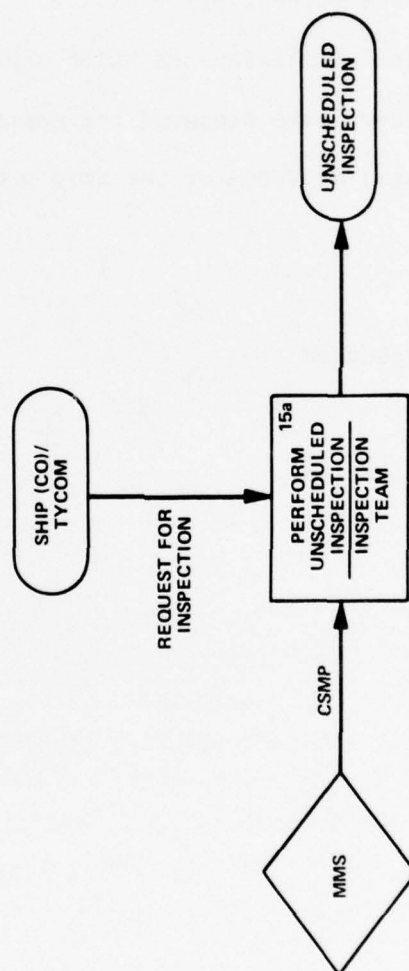 SHIP (CO)/
TYCOM
REQUEST FOR
INSPECTION
MMS
CSMP
15a
PERFORM
UNSCHEDULED
INSPECTION
INSPECTION
TEAM
UNSCHEDULED
INSPECTION